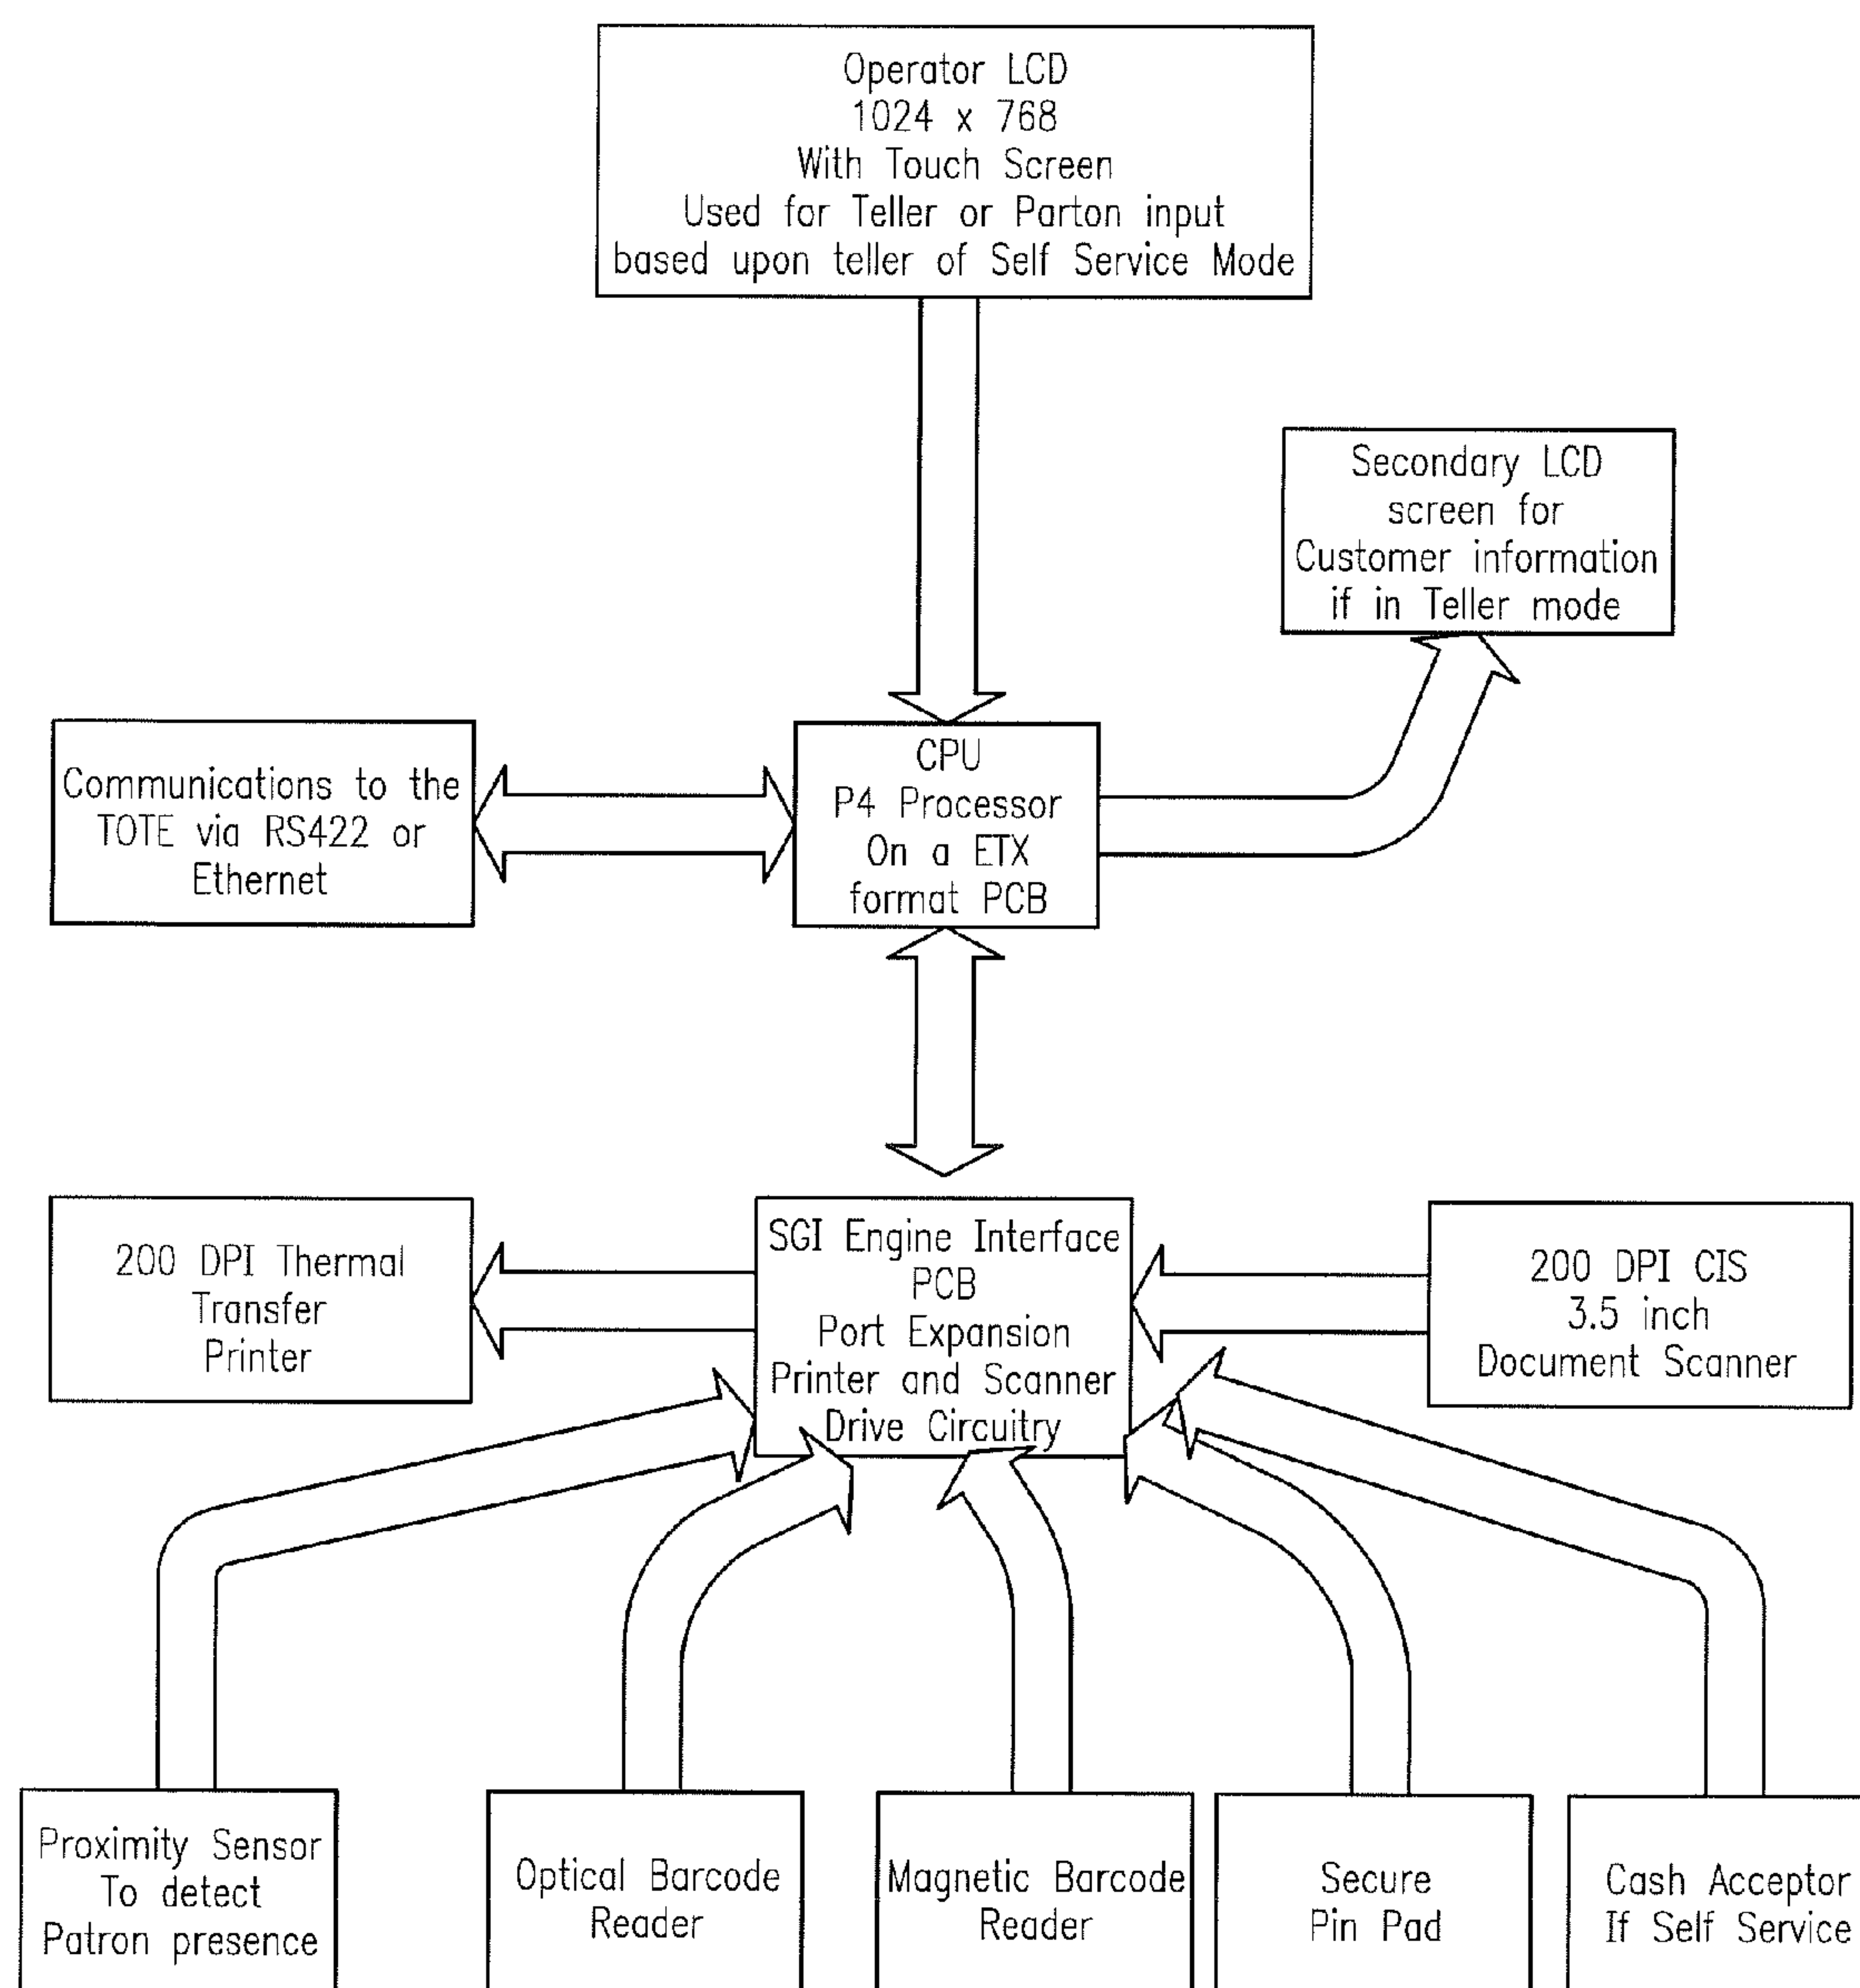 Operator LCD
1024 x 768
With Touch Screen
Used for Teller or Parton input
based upon teller of Self Service Mode
Secondary LCD
screen for
Customer information
if in Teller mode
Communications to the
TOTE via RS422 or
Ethernet
CPU
P4 Processor
On a ETX
format PCB
200 DPI Thermal
Transfer
Printer
SGI Engine Interface
PCB
Port Expansion
Printer and Scanner
Drive Circuitry
200 DPI CIS
3.5 inch
Document Scanner
Proximity Sensor
To detect
Patron presence
Optical Barcode
Reader
Magnetic Barcode
Reader
Secure
Pin Pad
Cash Acceptor
If Self Service